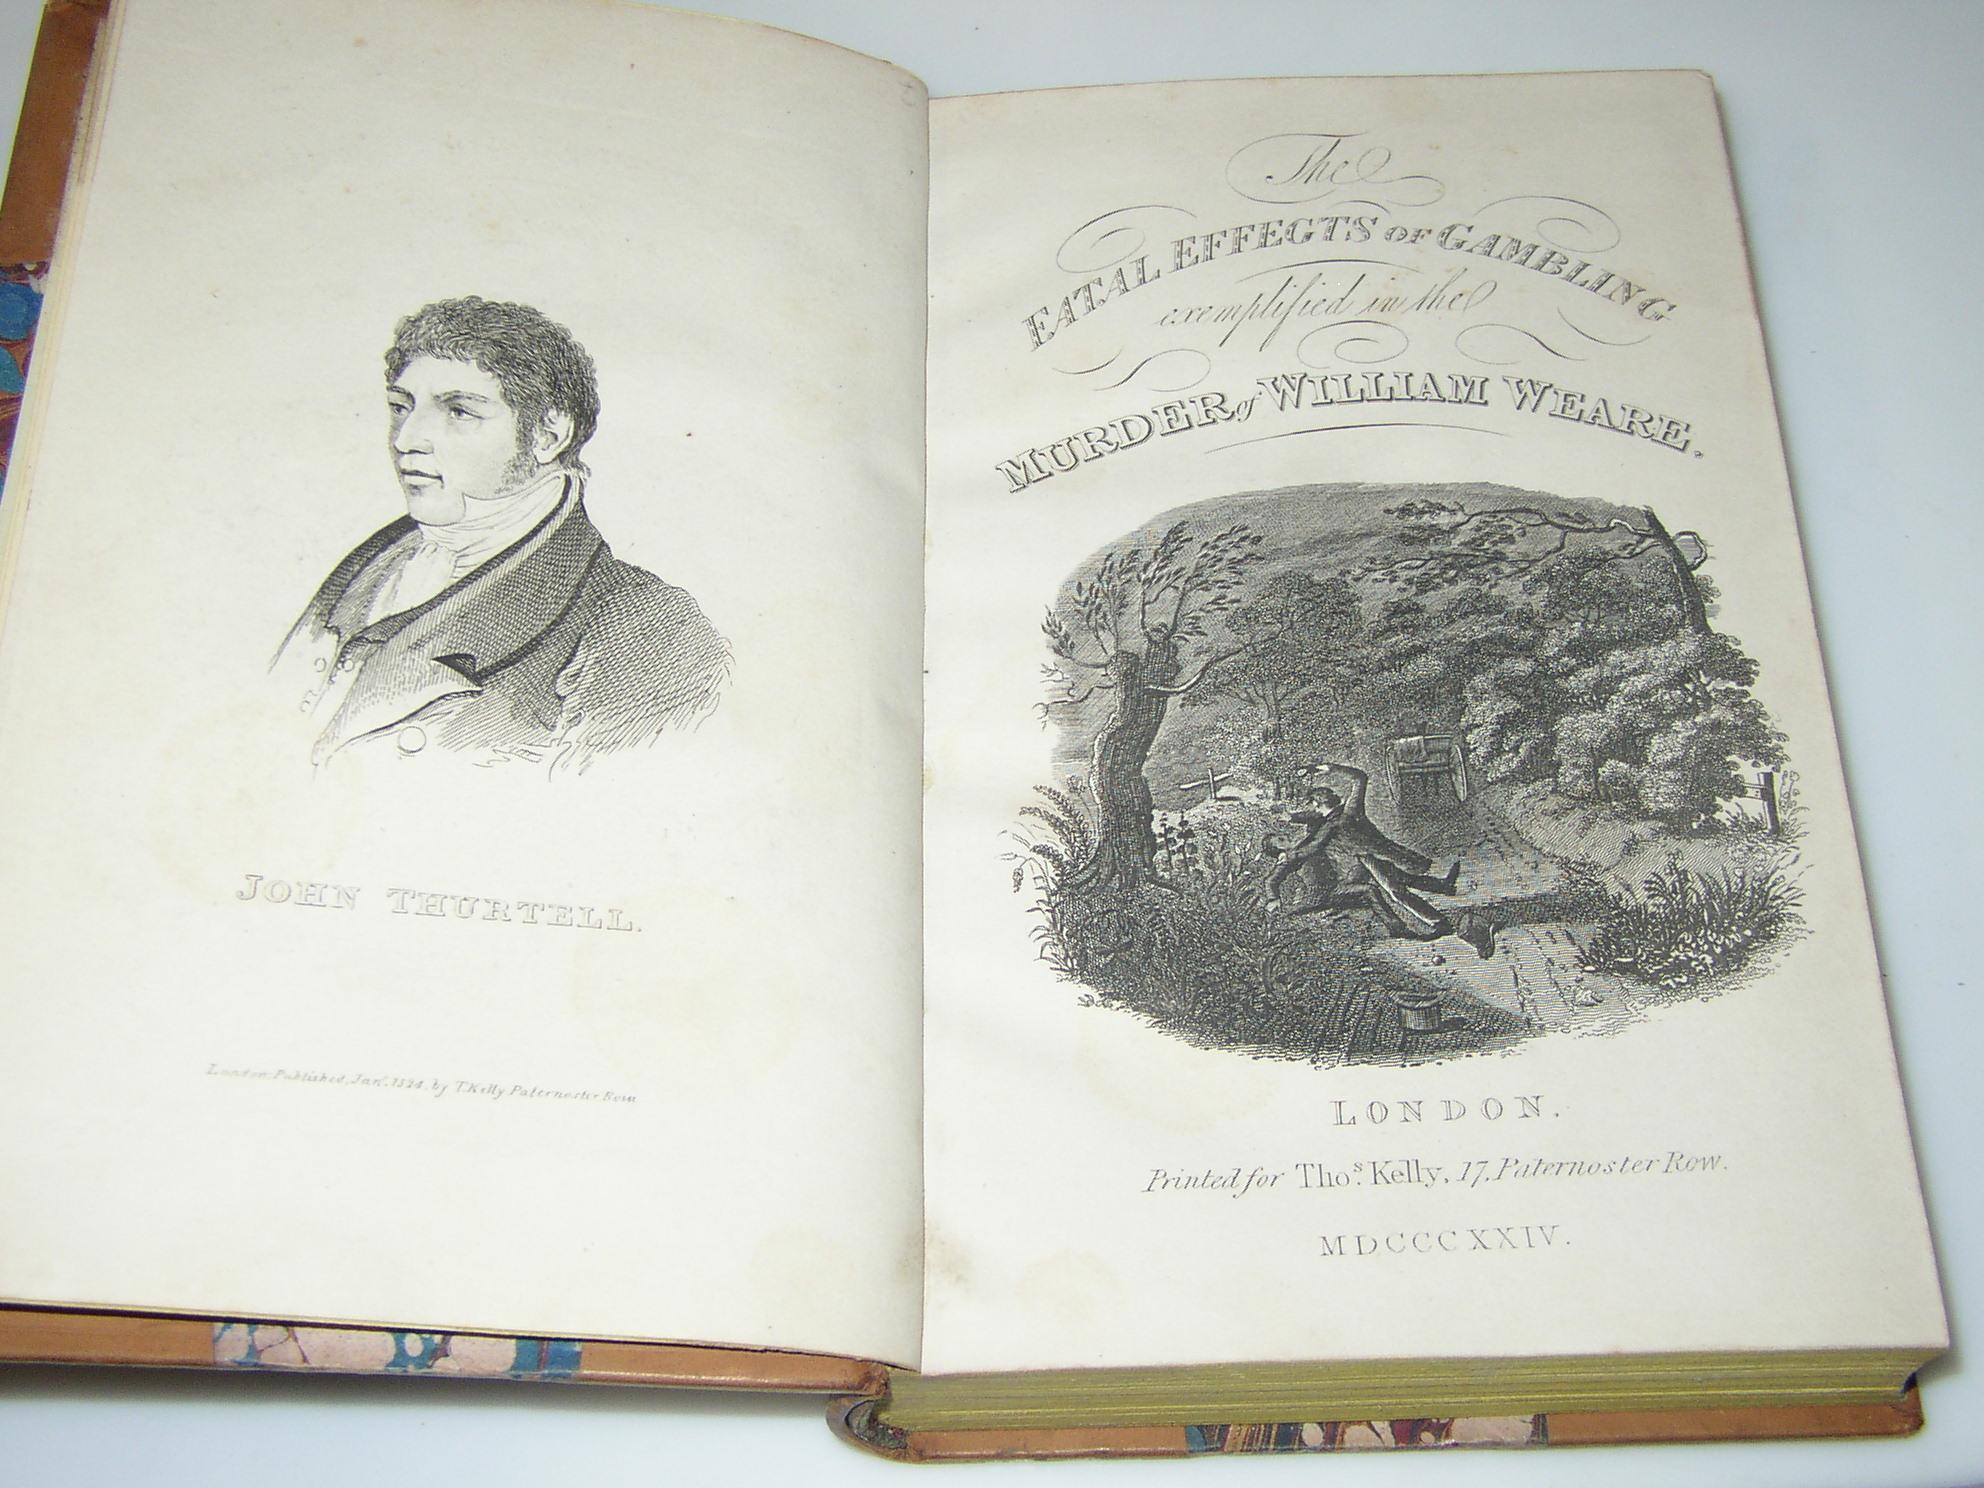 JOHN THURTELL.
London: Published, Jany. 1824, by T. Kelly Paternoster Row
The
FATAL EFFECTS OF GAMBLING
exemplified in the
MURDER of WILLIAM WEARE.
LONDON.
Printed for Thos. Kelly, 17, Paternoster Row.
MDCCCXXIV.